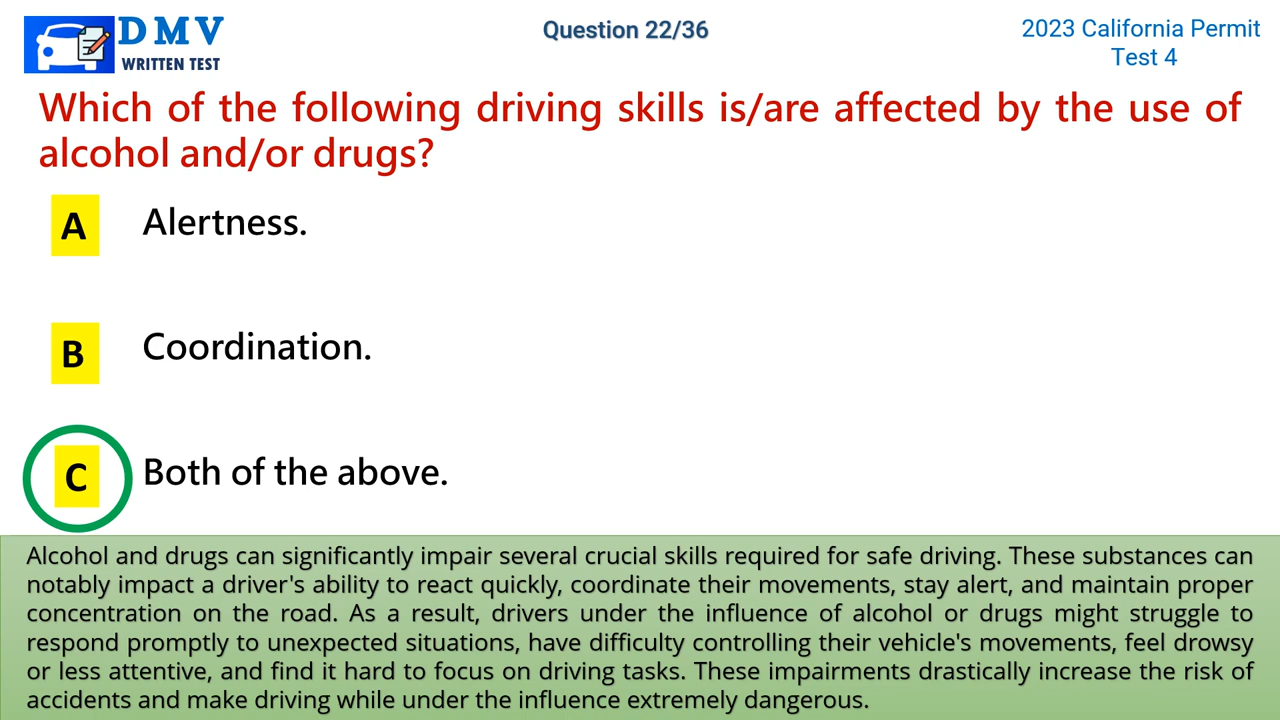 DMV
WRITTEN TEST
Question 22/36
2023 California Permit
Test 4
Which of the following driving skills is/are affected by the use of
alcohol and/or drugs?
A Alertness.
B Coordination.
C Both of the above.
Alcohol and drugs can significantly impair several crucial skills required for safe driving. These substances can
notably impact a driver's ability to react quickly, coordinate their movements, stay alert, and maintain proper
concentration on the road. As a result, drivers under the influence of alcohol or drugs might struggle to
respond promptly to unexpected situations, have difficulty controlling their vehicle's movements, feel drowsy
or less attentive, and find it hard to focus on driving tasks. These impairments drastically increase the risk of
accidents and make driving while under the influence extremely dangerous.